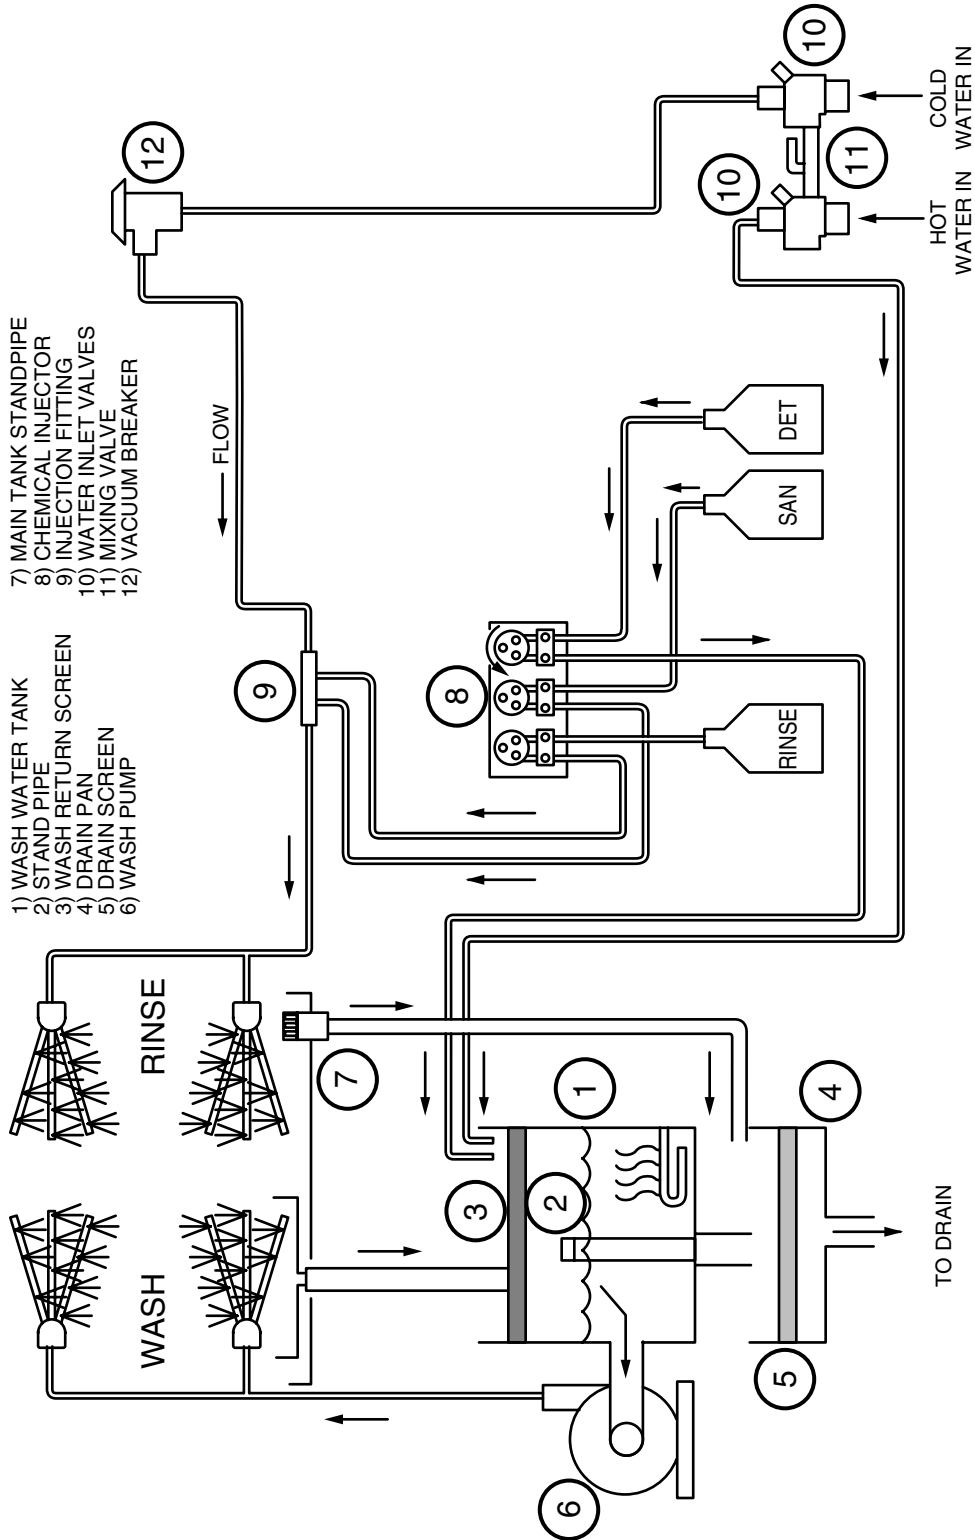 1) WASH WATER TANK
2) STAND PIPE
3) WASH RETURN SCREEN
4) DRAIN PAN
5) DRAIN SCREEN
6) WASH PUMP
7) MAIN TANK STANDPIPE
8) CHEMICAL INJECTOR
9) INJECTION FITTING
10) WATER INLET VALVES
11) MIXING VALVE
12) VACUUM BREAKER
12
FLOW
10
WASH
RINSE
9
10
11
HOT
WATER IN
COLD
WATER IN
8
7
DET
SAN
RINSE
3
1
2
6
4
5
TO DRAIN